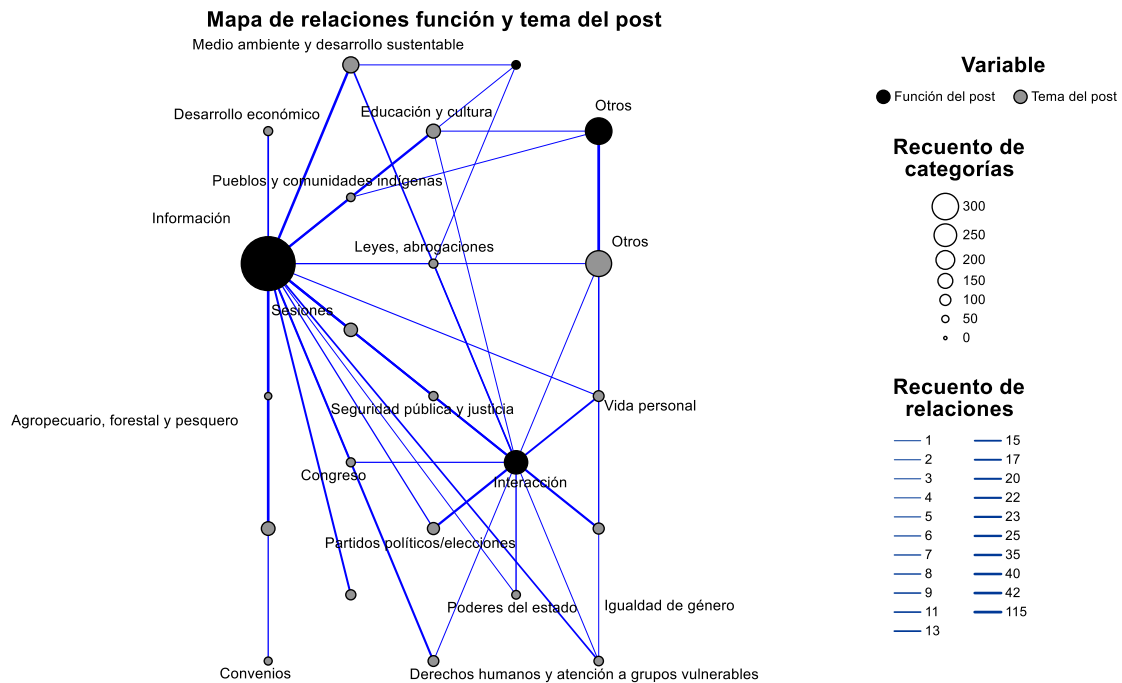 Mapa de relaciones función y tema del post
Medio ambiente y desarrollo sustentable
Desarrollo económico
Educación y cultura
Otros
Pueblos y comunidades indígenas
Información
Leyes, abrogaciones
Otros
Sesiones
Agropecuario, forestal y pesquero
Seguridad pública y justicia
Vida personal
Congreso
Interacción
Partidos políticos/elecciones
Poderes del estado
Igualdad de género
Convenios
Derechos humanos y atención a grupos vulnerables
Variable
Función del post
Tema del post
Recuento de
categorías
300
250
200
150
100
50
0
Recuento de
relaciones
1
2
3
4
5
6
7
8
9
11
13
15
17
20
22
23
25
35
40
42
115